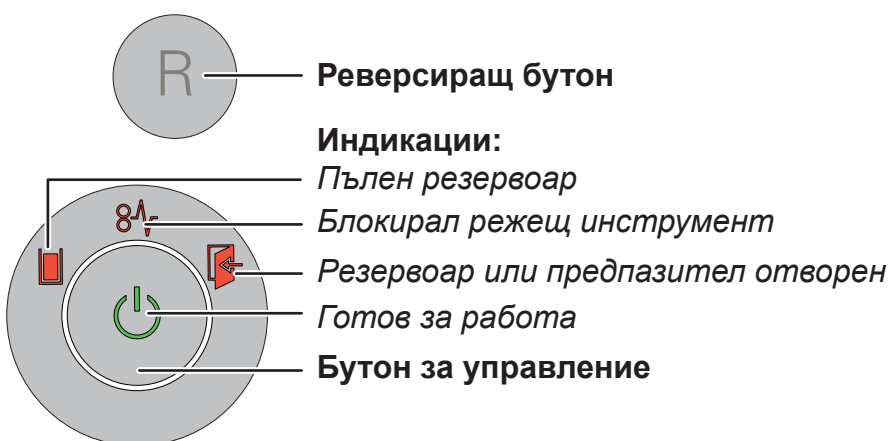 R
Реверсиращ бутон
Индикации:
Пълен резервоар
Блокирал режещ инструмент
Резервоар или предпазител отворен
Готов за работа
Бутон за управление